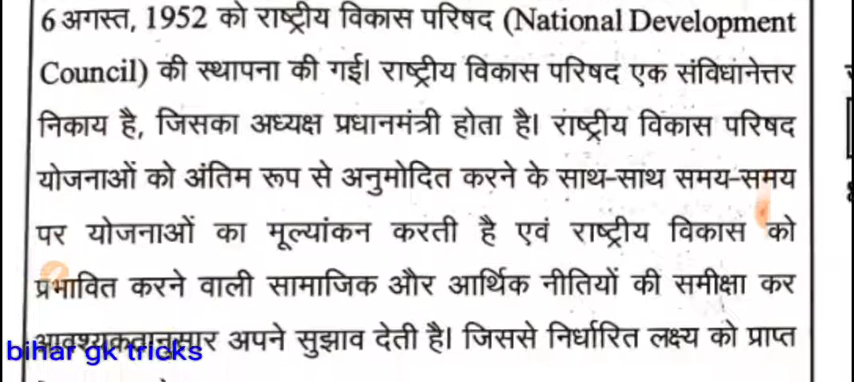 6 अगस्त, 1952 को राष्ट्रीय विकास परिषद (National Development
Council) की स्थापना की गई। राष्ट्रीय विकास परिषद एक संविधानेत्तर
निकाय है, जिसका अध्यक्ष प्रधानमंत्री होता है। राष्ट्रीय विकास परिषद
योजनाओं को अंतिम रूप से अनुमोदित करने के साथ-साथ समय-समय
पर योजनाओं का मूल्यांकन करती है एवं राष्ट्रीय विकास को
प्रभावित करने वाली सामाजिक और आर्थिक नीतियों की समीक्षा कर
आवश्यकतानुसार अपने सुझाव देती है। जिससे निर्धारित लक्ष्य को प्राप्त
bihar gk tricks